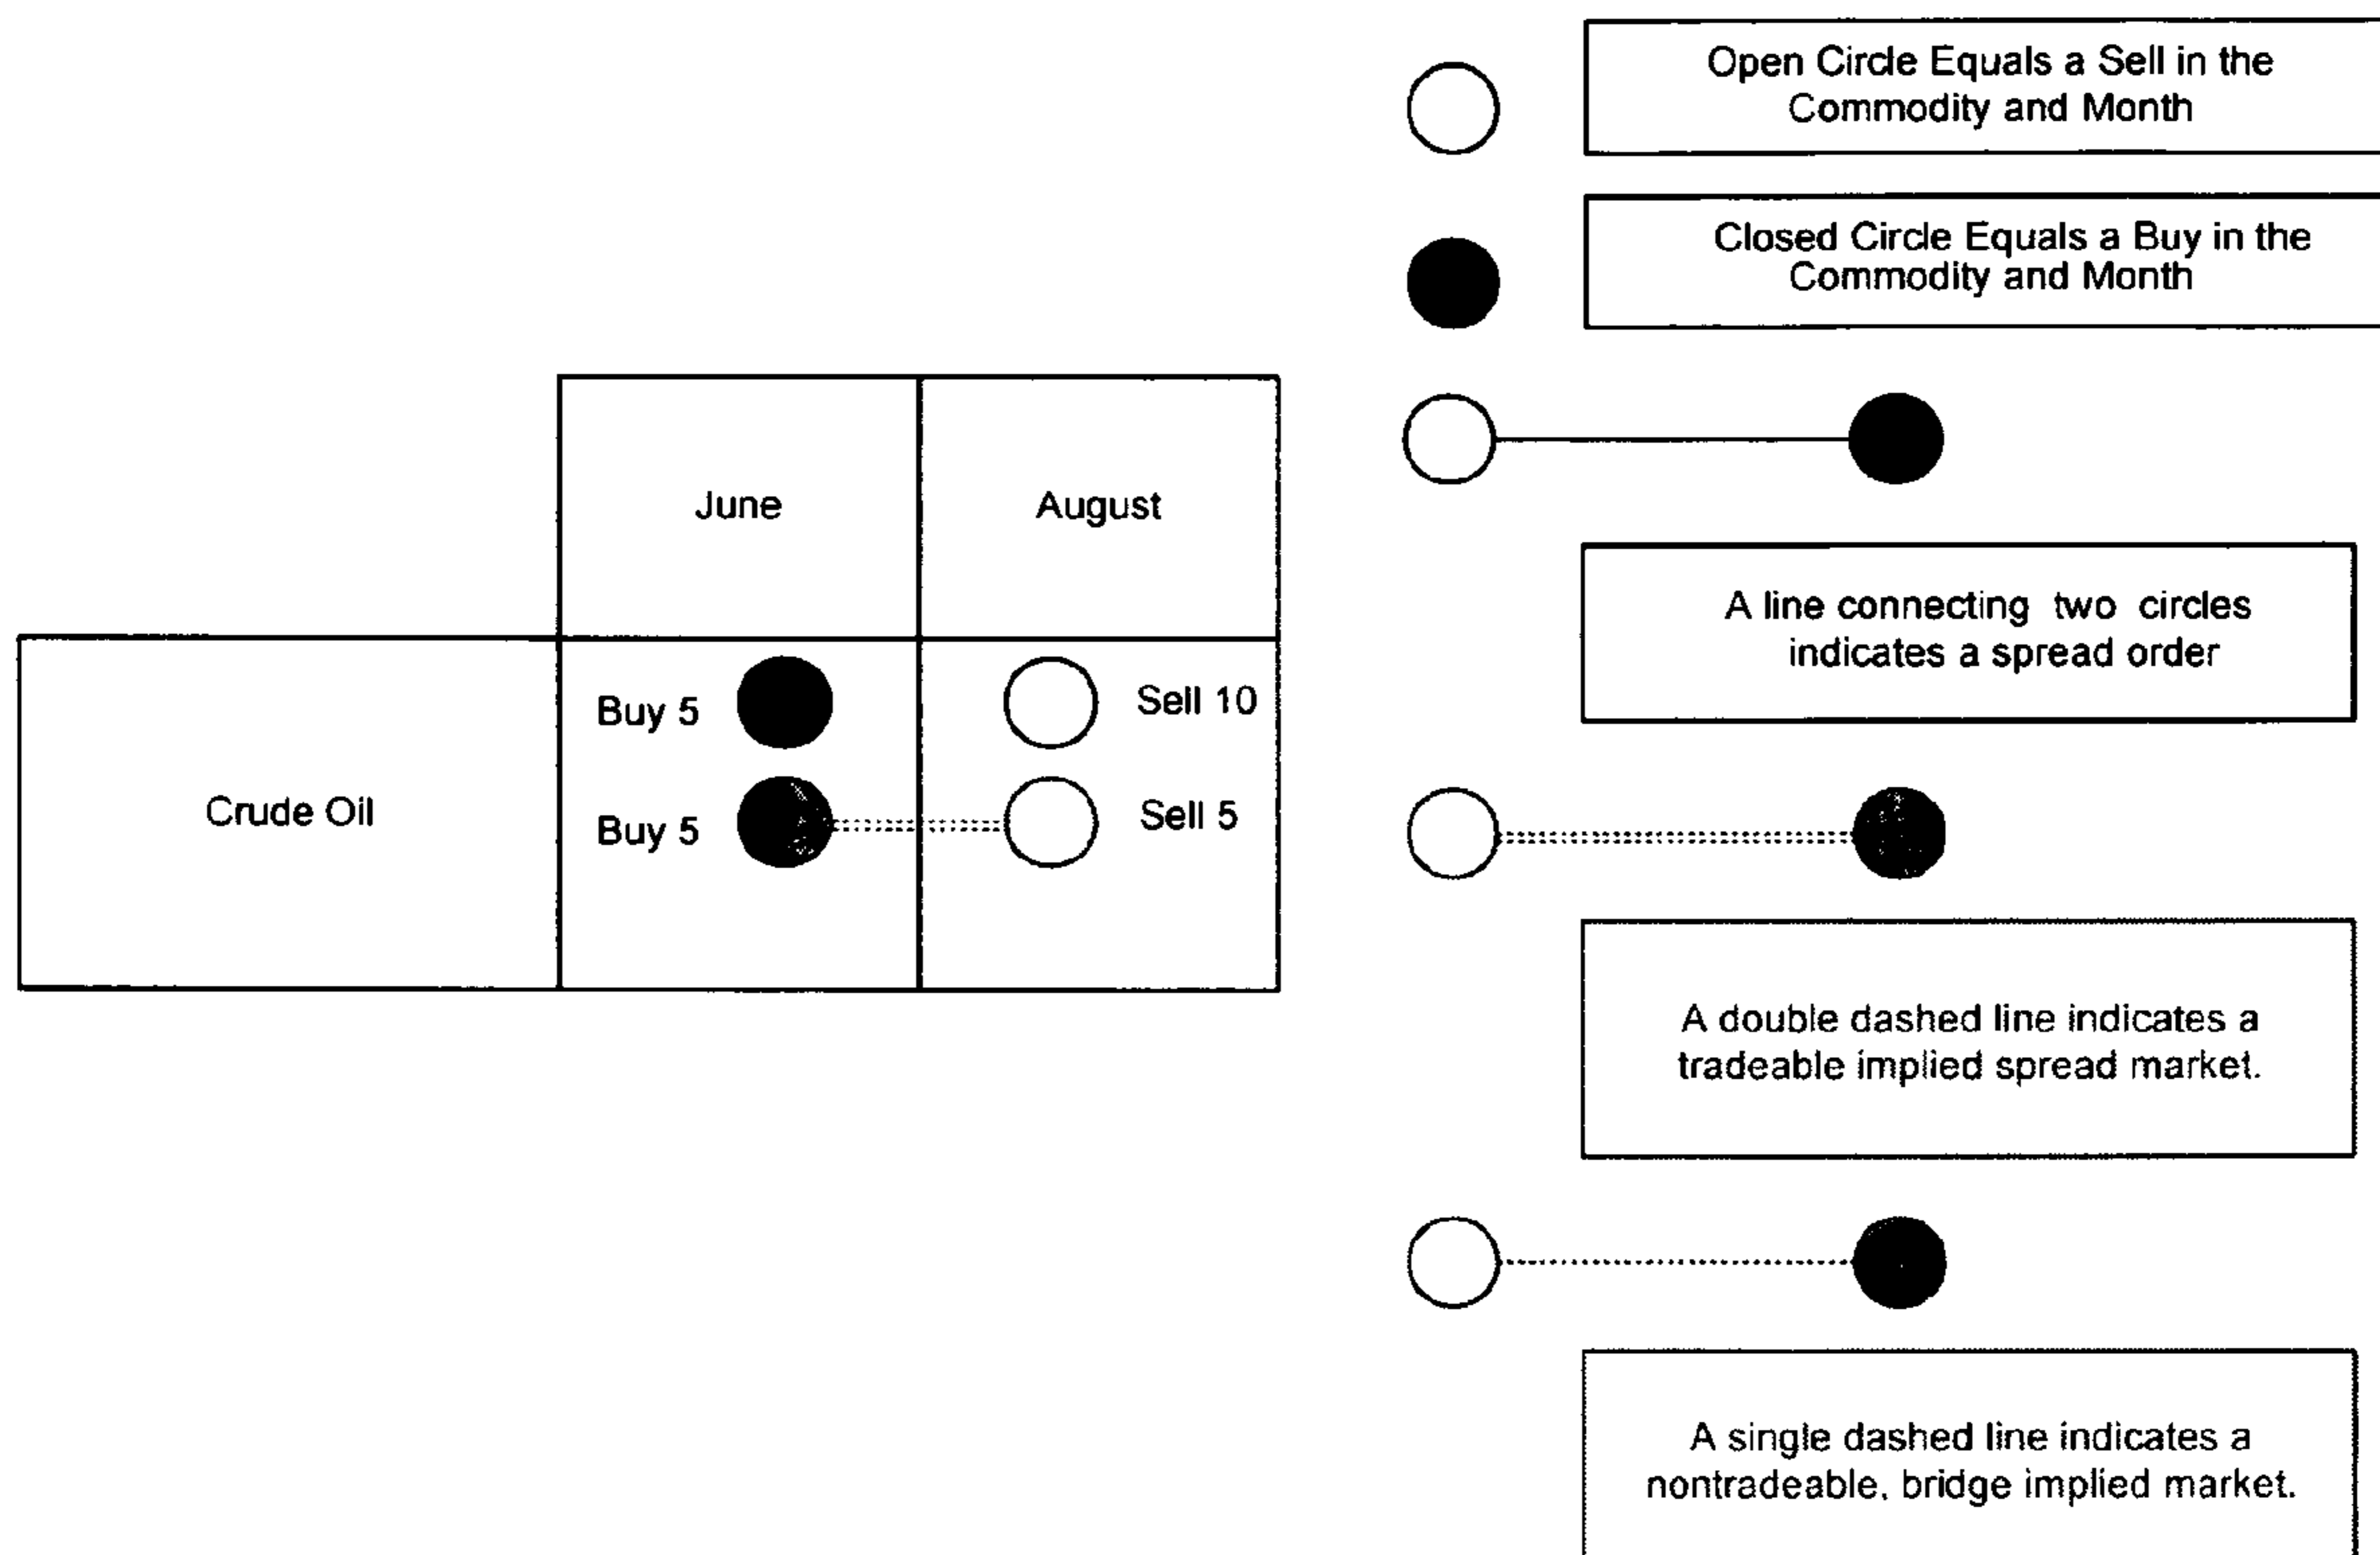 Open Circle Equals a Sell in the
Commodity and Month
Closed Circle Equals a Buy in the
Commodity and Month
June
August
A line connecting two circles
indicates a spread order
Buy 5
Sell 10
Crude Oil
Buy 5
Sell 5
A double dashed line indicates a
tradeable implied spread market.
A single dashed line indicates a
nontradeable, bridge implied market.